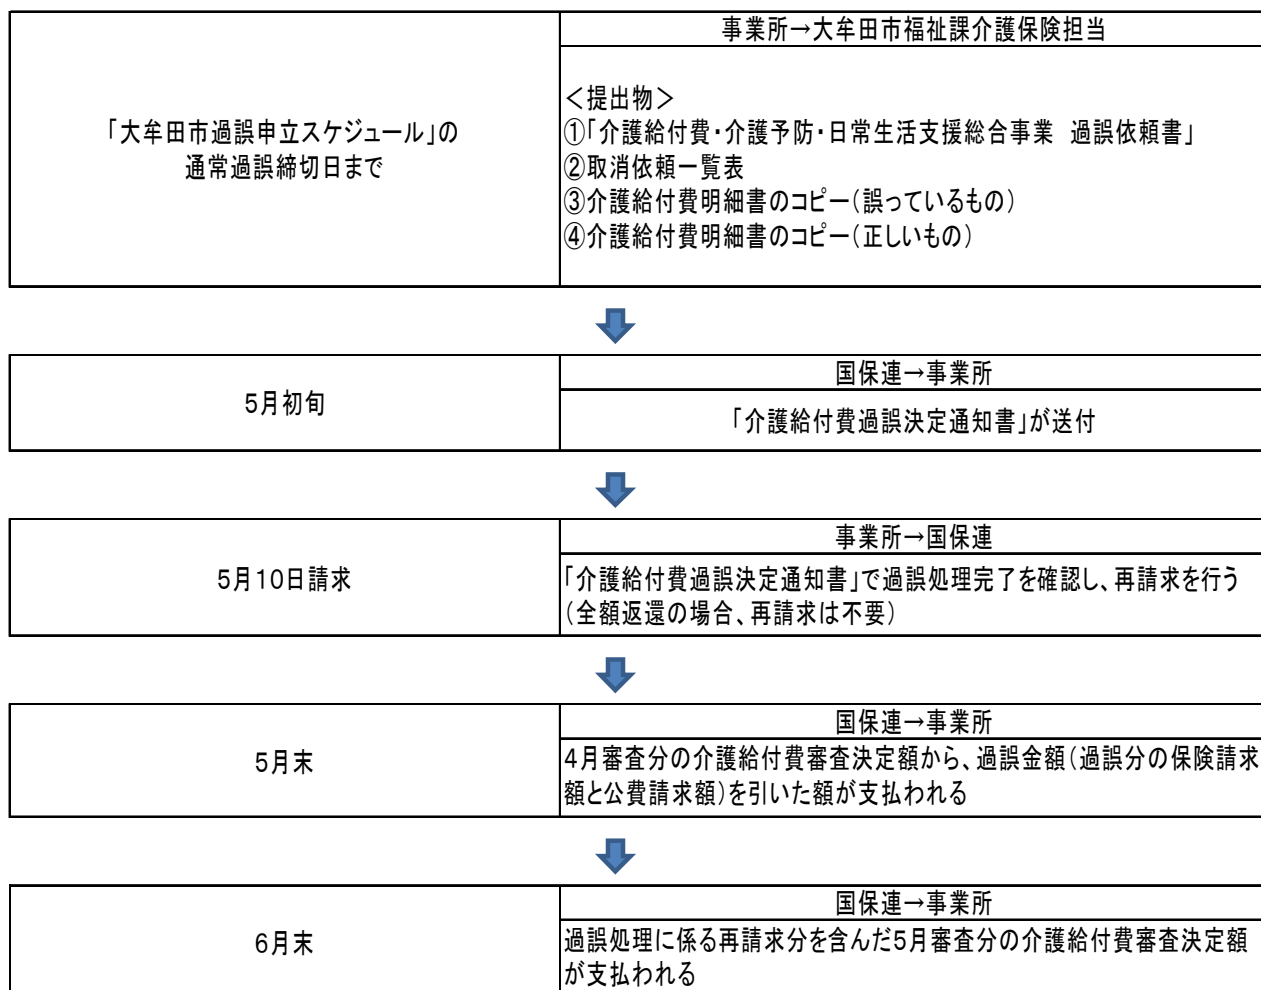 事業所→大牟田市福祉課介護保険担当
「大牟田市過誤申立スケジュール」の
通常過誤締切日まで
＜提出物＞
①「介護給付費・介護予防・日常生活支援総合事業　過誤依頼書」
②取消依頼一覧表
③介護給付費明細書のコピー（誤っているもの）
④介護給付費明細書のコピー（正しいもの）
5月初旬
国保連→事業所
「介護給付費過誤決定通知書」が送付
5月10日請求
事業所→国保連
「介護給付費過誤決定通知書」で過誤処理完了を確認し、再請求を行う
（全額返還の場合、再請求は不要）
5月末
国保連→事業所
4月審査分の介護給付費審査決定額から、過誤金額（過誤分の保険請求
額と公費請求額）を引いた額が支払われる
6月末
国保連→事業所
過誤処理に係る再請求分を含んだ5月審査分の介護給付費審査決定額
が支払われる